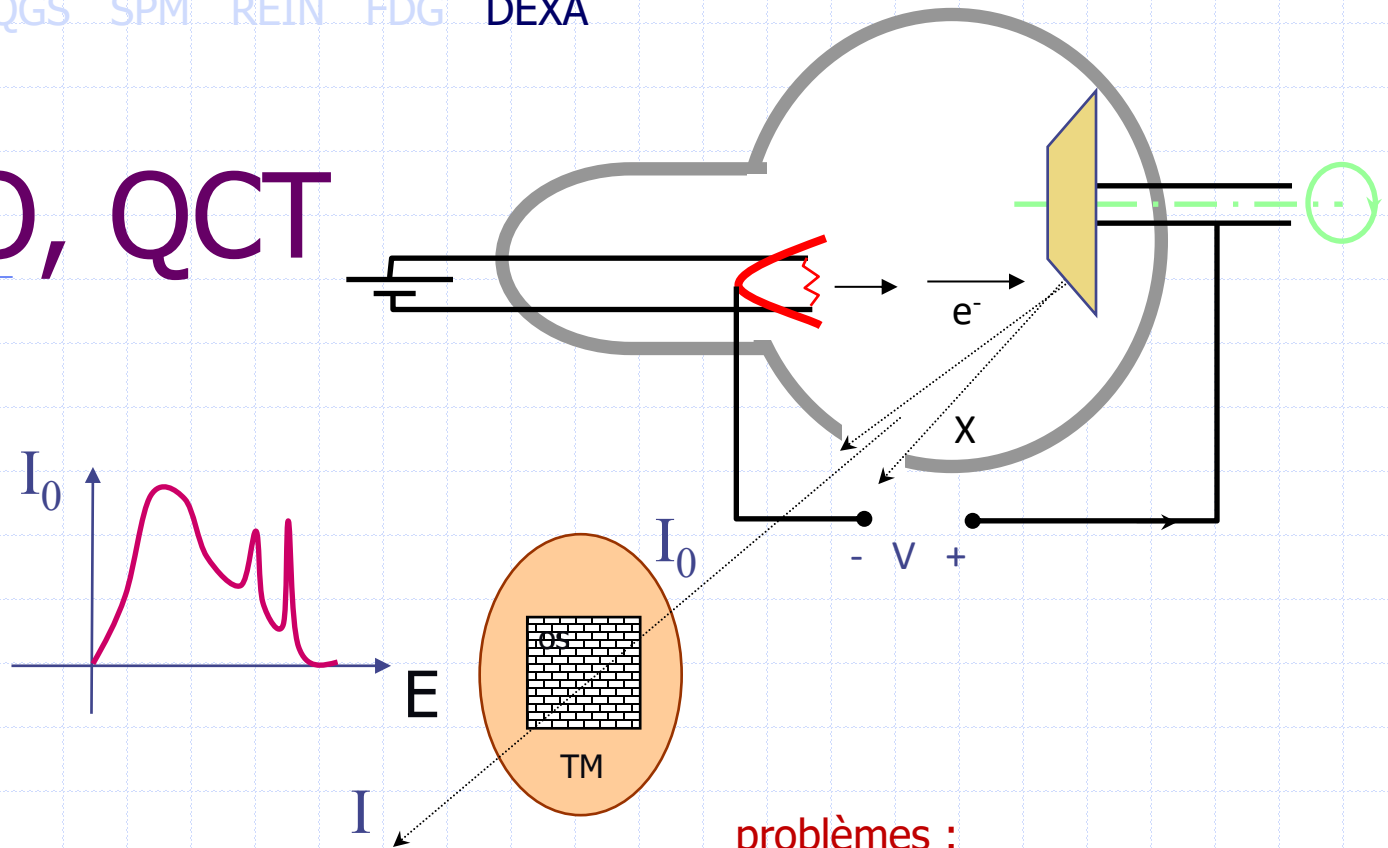 QGS SPM REIN FDG DEXA
D, QCT
e-
X
I0
I0
- V +
os
E
TM
I
problèmes :